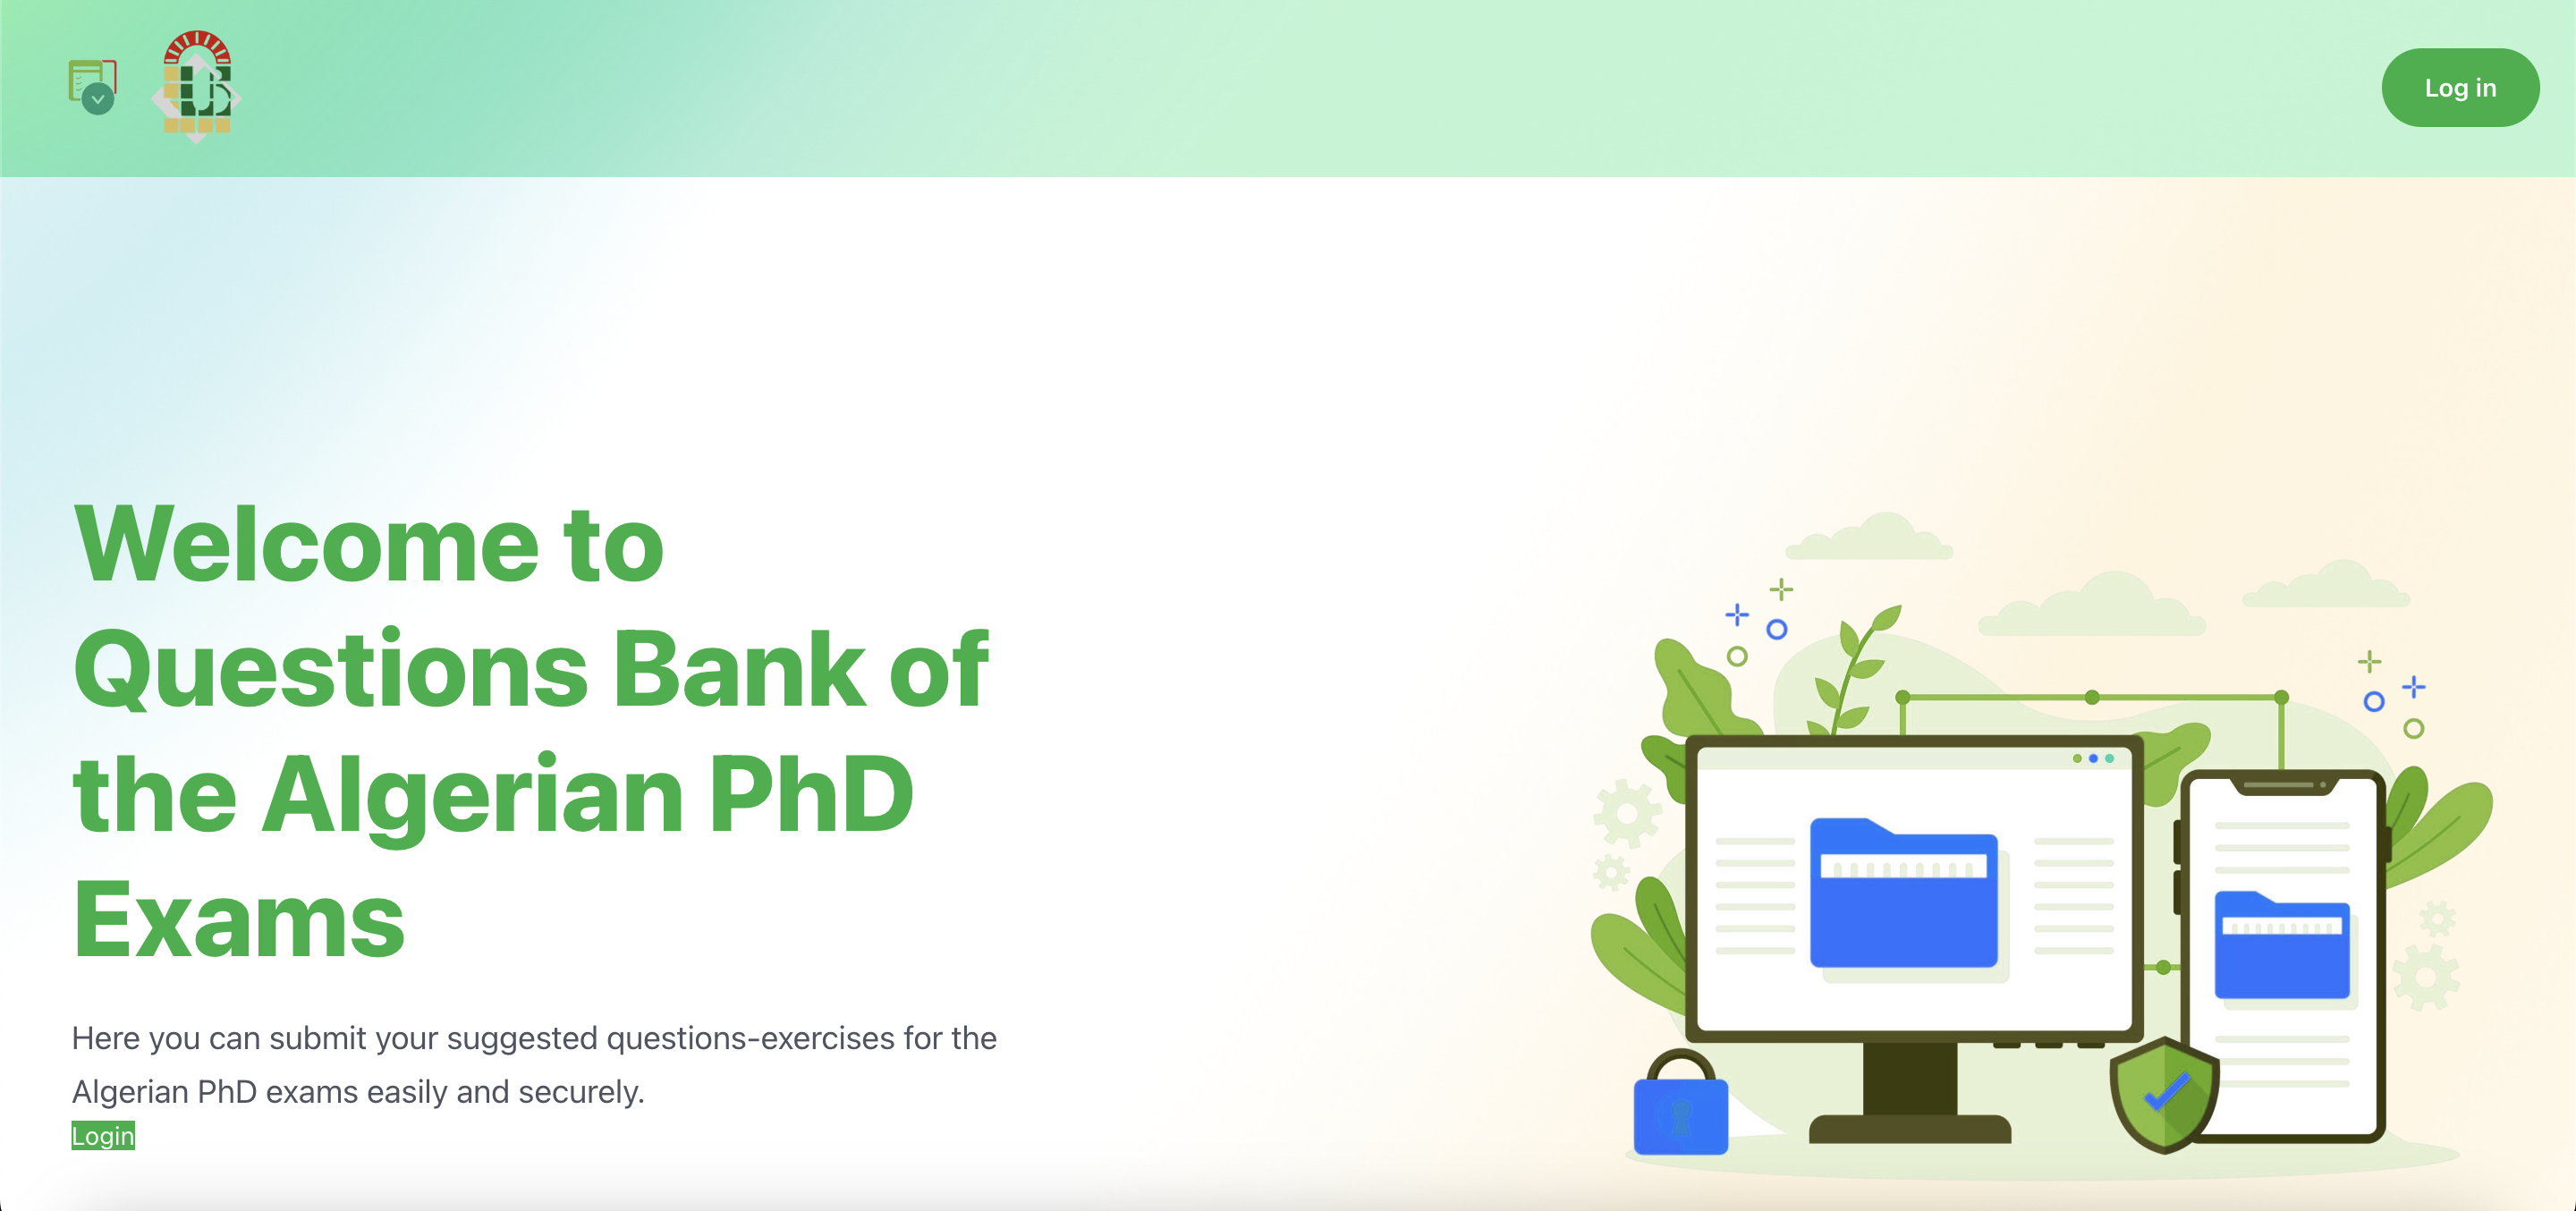 Log in
Welcome to
Questions Bank of
the Algerian PhD
Exams
Here you can submit your suggested questions-exercises for the
Algerian PhD exams easily and securely.
Login